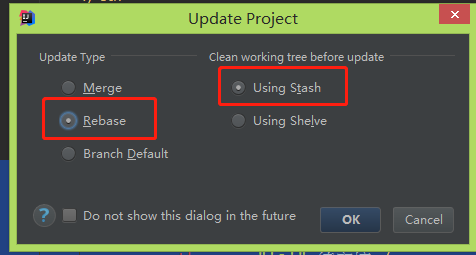 Update Project
Update Type
Clean working tree before update
Merge
Using Stash
Rebase
Using Shelve
Branch Default
? Do not show this dialog in the future
OK
Cancel